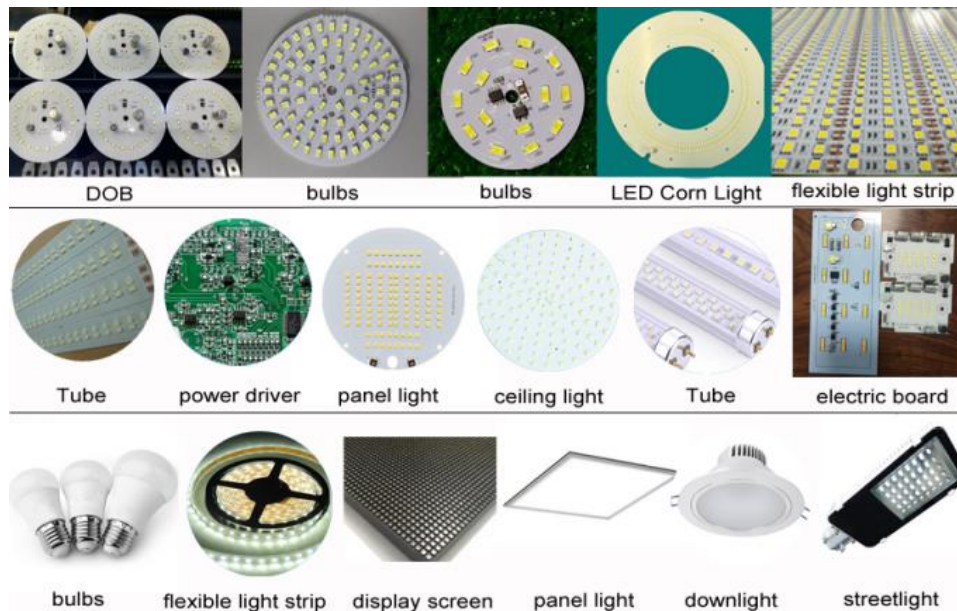 DOB bulbs bulbs LED Corn Light flexible light strip
Tube power driver panel light ceiling light Tube electric board
bulbs flexible light strip display screen panel light downlight streetlight